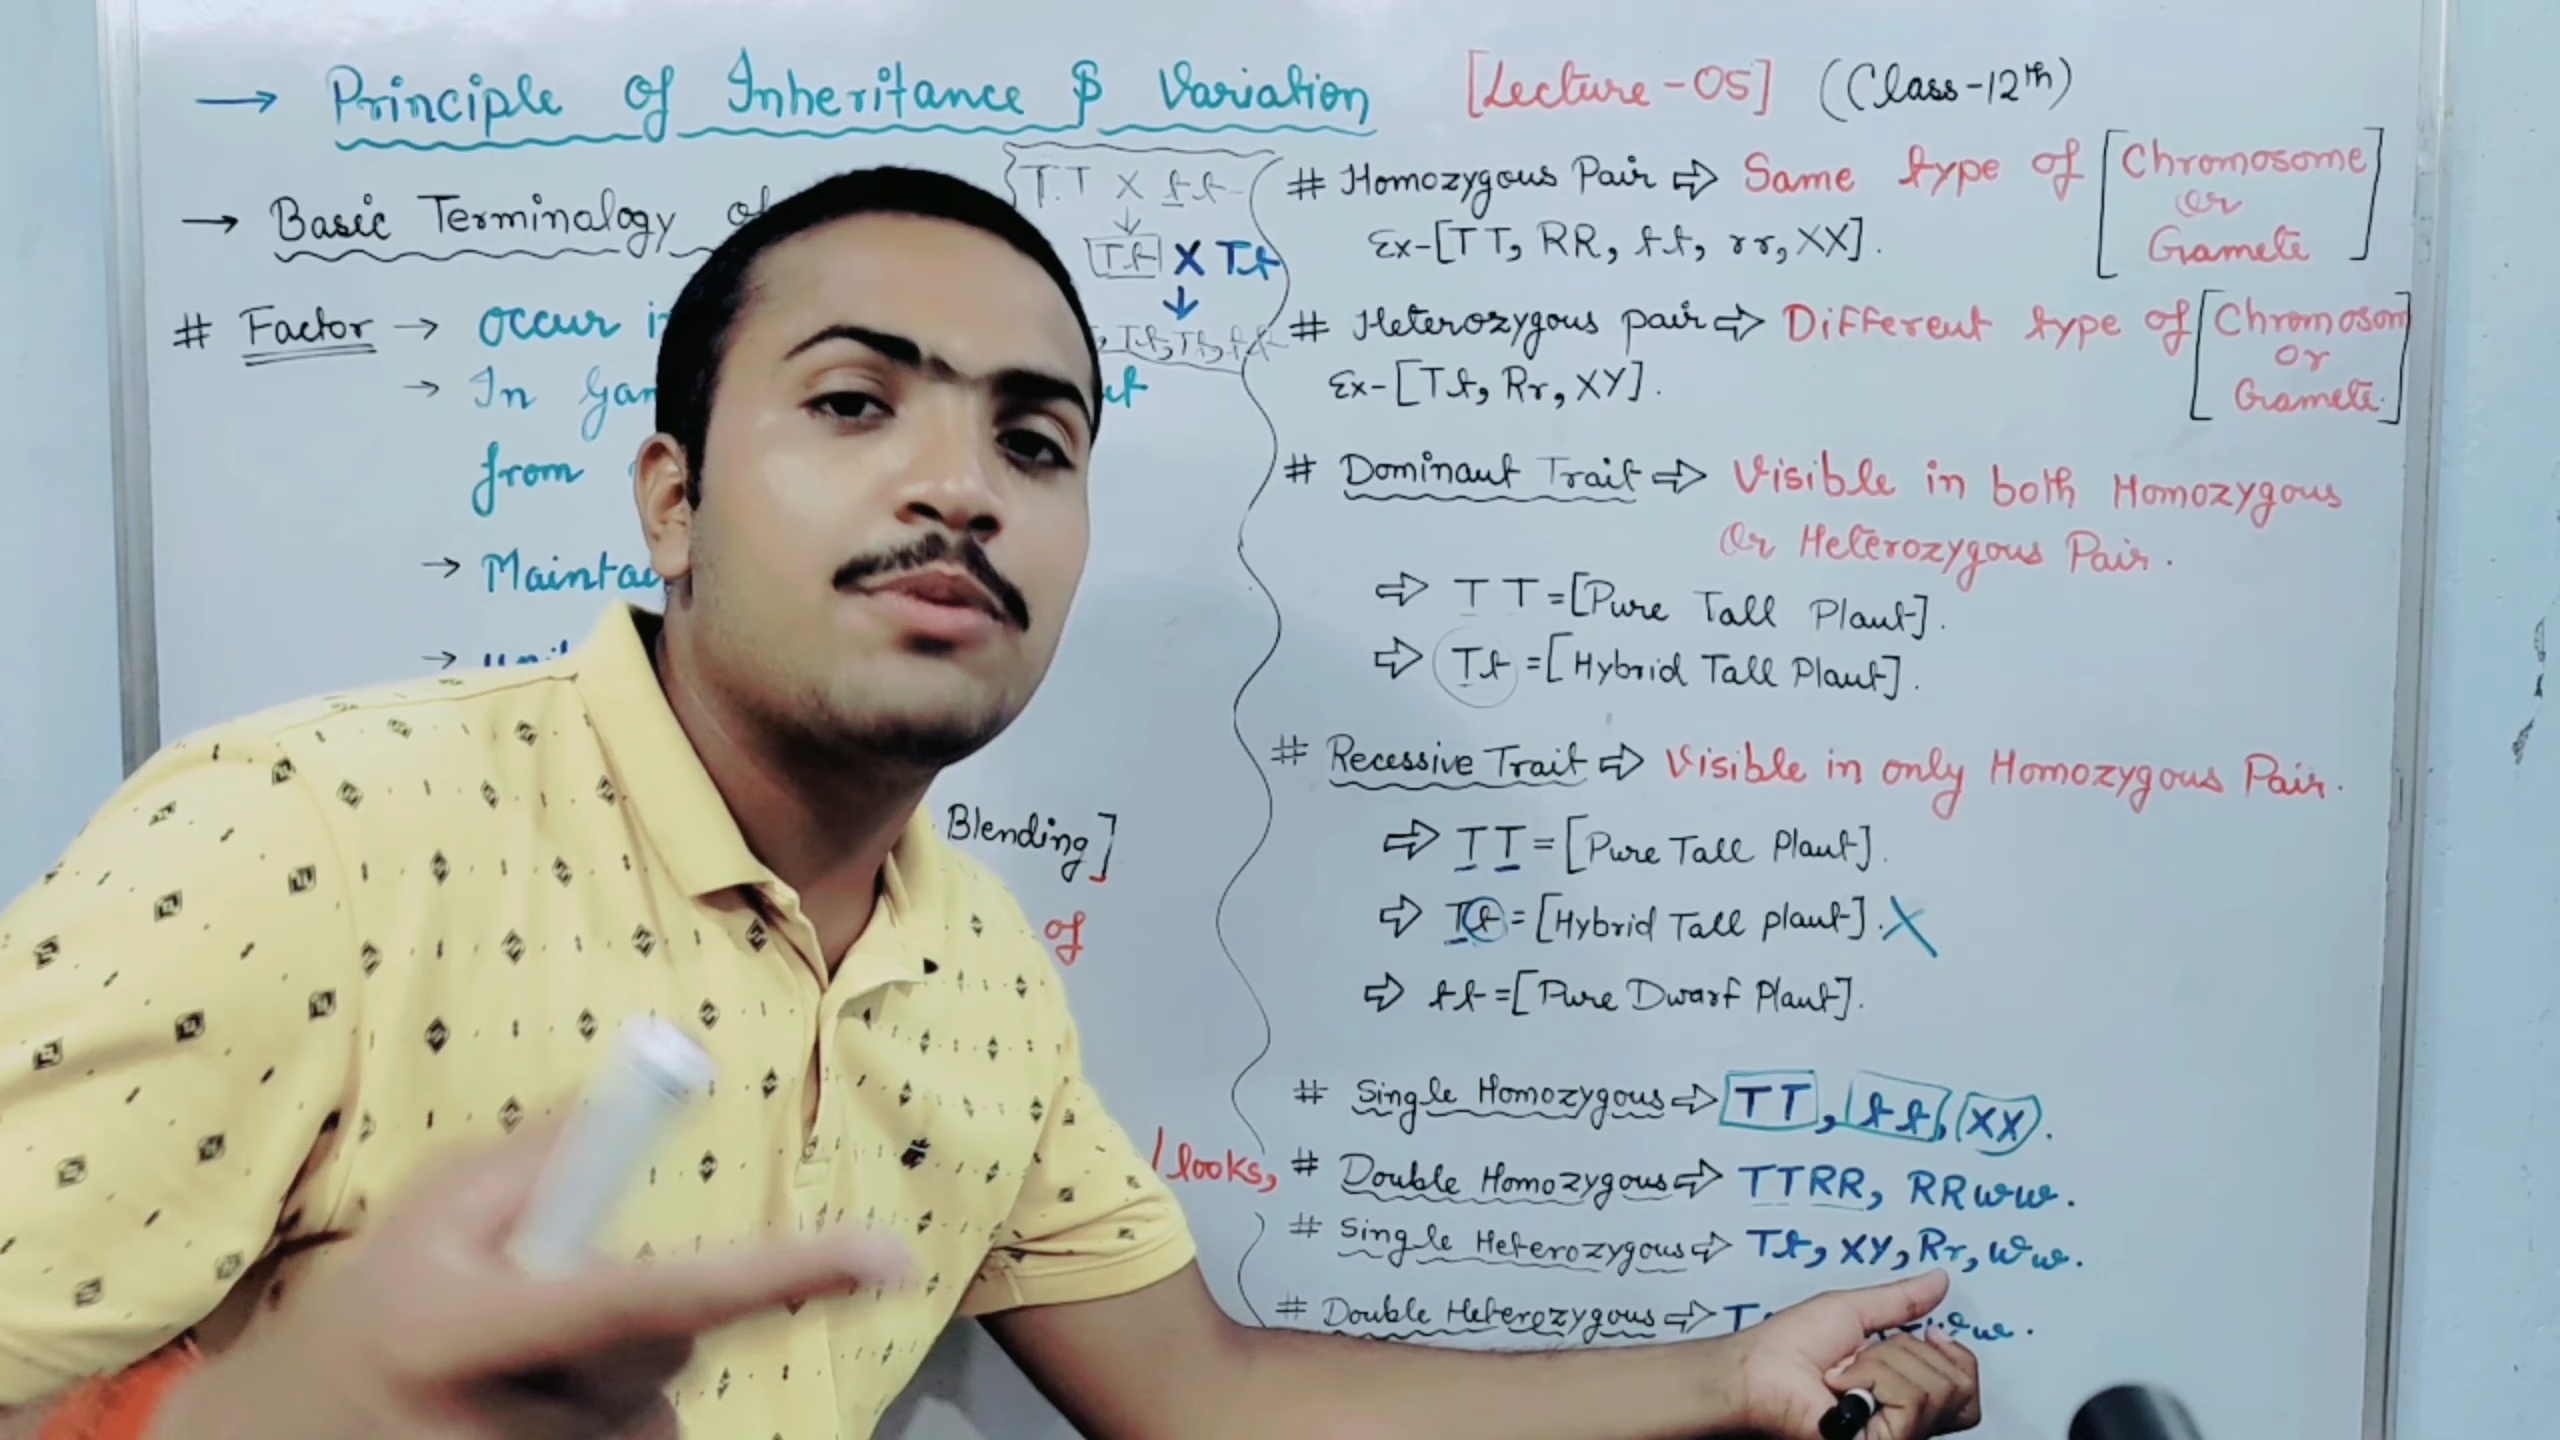 → Principle of Inheritance & Variation [Lecture-05] (Class-12th)
→ Basic Terminalogy of
# Factor → Occur
→ In
from
→
→
Blending]
of
/looks,
T.T X tt
↓
Tt X Tt
↓
Tt, Tt, tt
# Homozygous Pair ⇨ Same type of [Chromosome
or
Gamete]
Ex-[TT, RR, tt, rr, XX].
# Heterozygous pair ⇨ Different type of [Chromosom
or
Gamete.]
Ex-[Tt, Rr, XY].
# Dominant Trait ⇨ Visible in both Homozygous
or Heterozygous Pair.
⇨ TT =[Pure Tall Plant].
⇨ Tt =[Hybrid Tall Plant].
# Recessive Trait ⇨ Visible in only Homozygous Pair.
⇨ TT = [Pure Tall Plant].
⇨ Tt = [Hybrid Tall plant]. X
⇨ tt =[Pure Dwarf Plant].
# Single Homozygous ⇨ TT, tt, XX.
# Double Homozygous ⇨ TTRR, RRww.
# Single Heterozygous ⇨ Tt, XY, Rr, Ww.
# Double Heterozygous ⇨